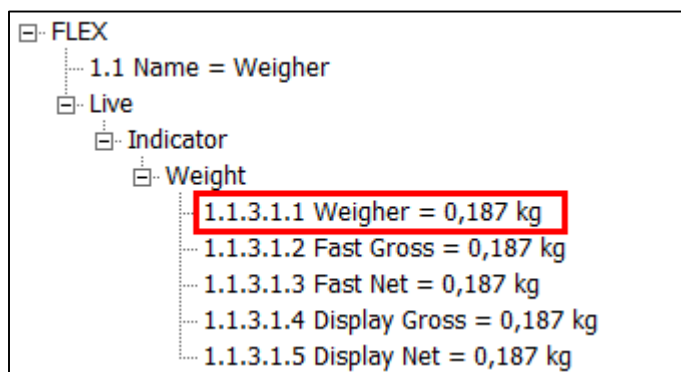 FLEX
1.1 Name = Weigher
Live
Indicator
Weight
1.1.3.1.1 Weigher = 0,187 kg
1.1.3.1.2 Fast Gross = 0,187 kg
1.1.3.1.3 Fast Net = 0,187 kg
1.1.3.1.4 Display Gross = 0,187 kg
1.1.3.1.5 Display Net = 0,187 kg